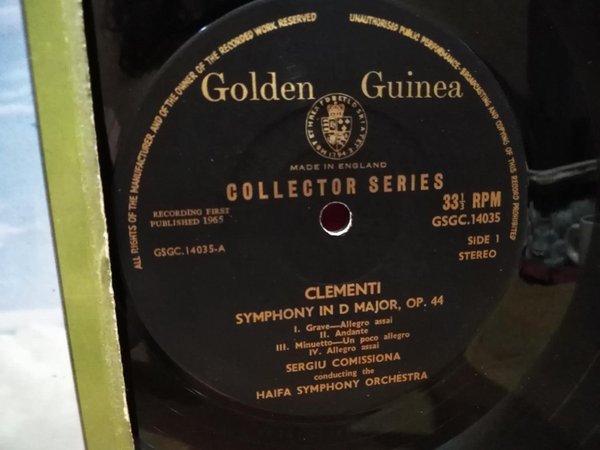 ALL RIGHTS OF THE MANUFACTURER AND OF THE OWNER OF THE RECORDED WORK RESERVED
UNAUTHORISED PUBLIC PERFORMANCE, BROADCASTING AND COPYING OF THIS RECORD PROHIBITED
Golden Guinea
MADE IN ENGLAND
COLLECTOR SERIES
RECORDING FIRST
PUBLISHED 1965
33⅓ RPM
GSGC.14035
GSGC.14035-A
SIDE 1
STEREO
CLEMENTI
SYMPHONY IN D MAJOR, OP. 44
I. Grave—Allegro assai
II. Andante
III. Minuetto—Un poco allegro
IV. Allegro assai
SERGIU COMISSIONA
conducting the
HAIFA SYMPHONY ORCHESTRA